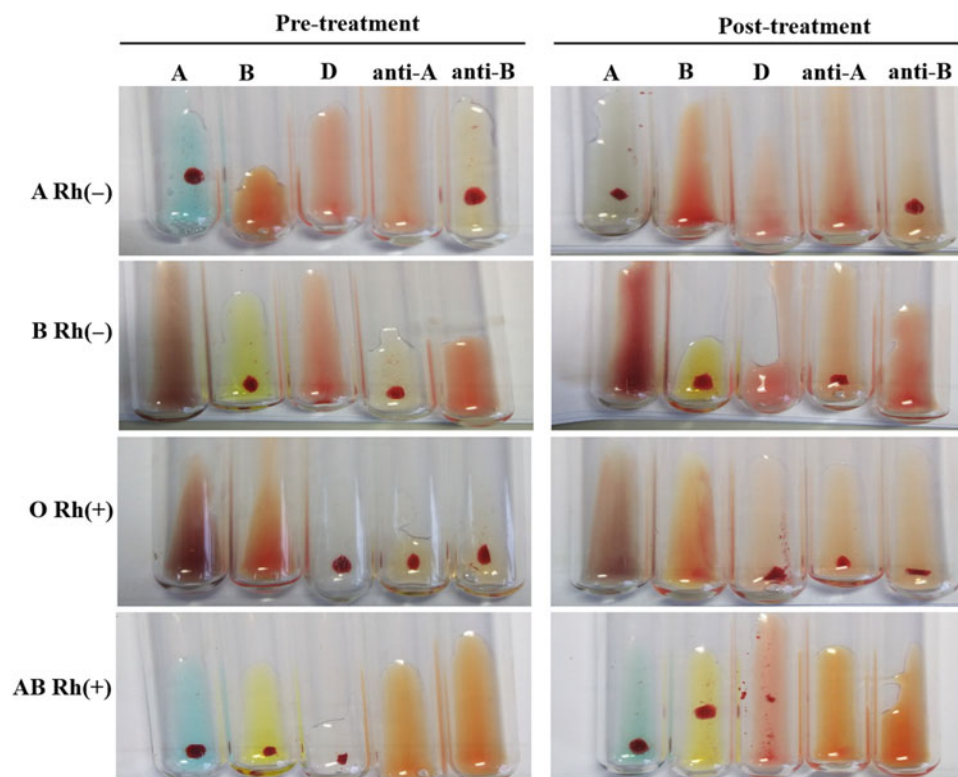 Pre-treatment Post-treatment
A B D anti-A anti-B A B D anti-A anti-B
A Rh(–)
B Rh(–)
O Rh(+)
AB Rh(+)